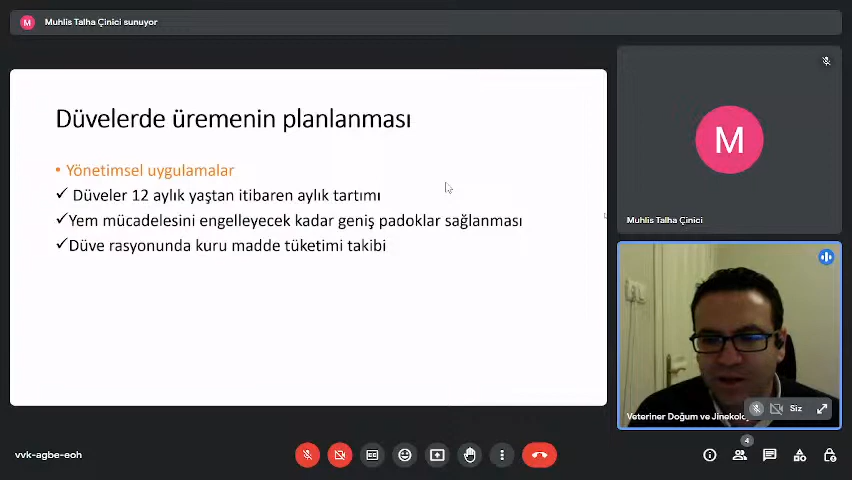 M
Muhlis Talha Çinici sunuyor
Düvelerde üremenin planlanması
• Yönetimsel uygulamalar
✓ Düveler 12 aylık yaştan itibaren aylık tartımı
✓Yem mücadelesini engelleyecek kadar geniş padoklar sağlanması
✓Düve rasyonunda kuru madde tüketimi takibi
M
Muhlis Talha Çinici
Veteriner Doğum ve Jinekoloj
Siz
vvk-agbe-eoh
4